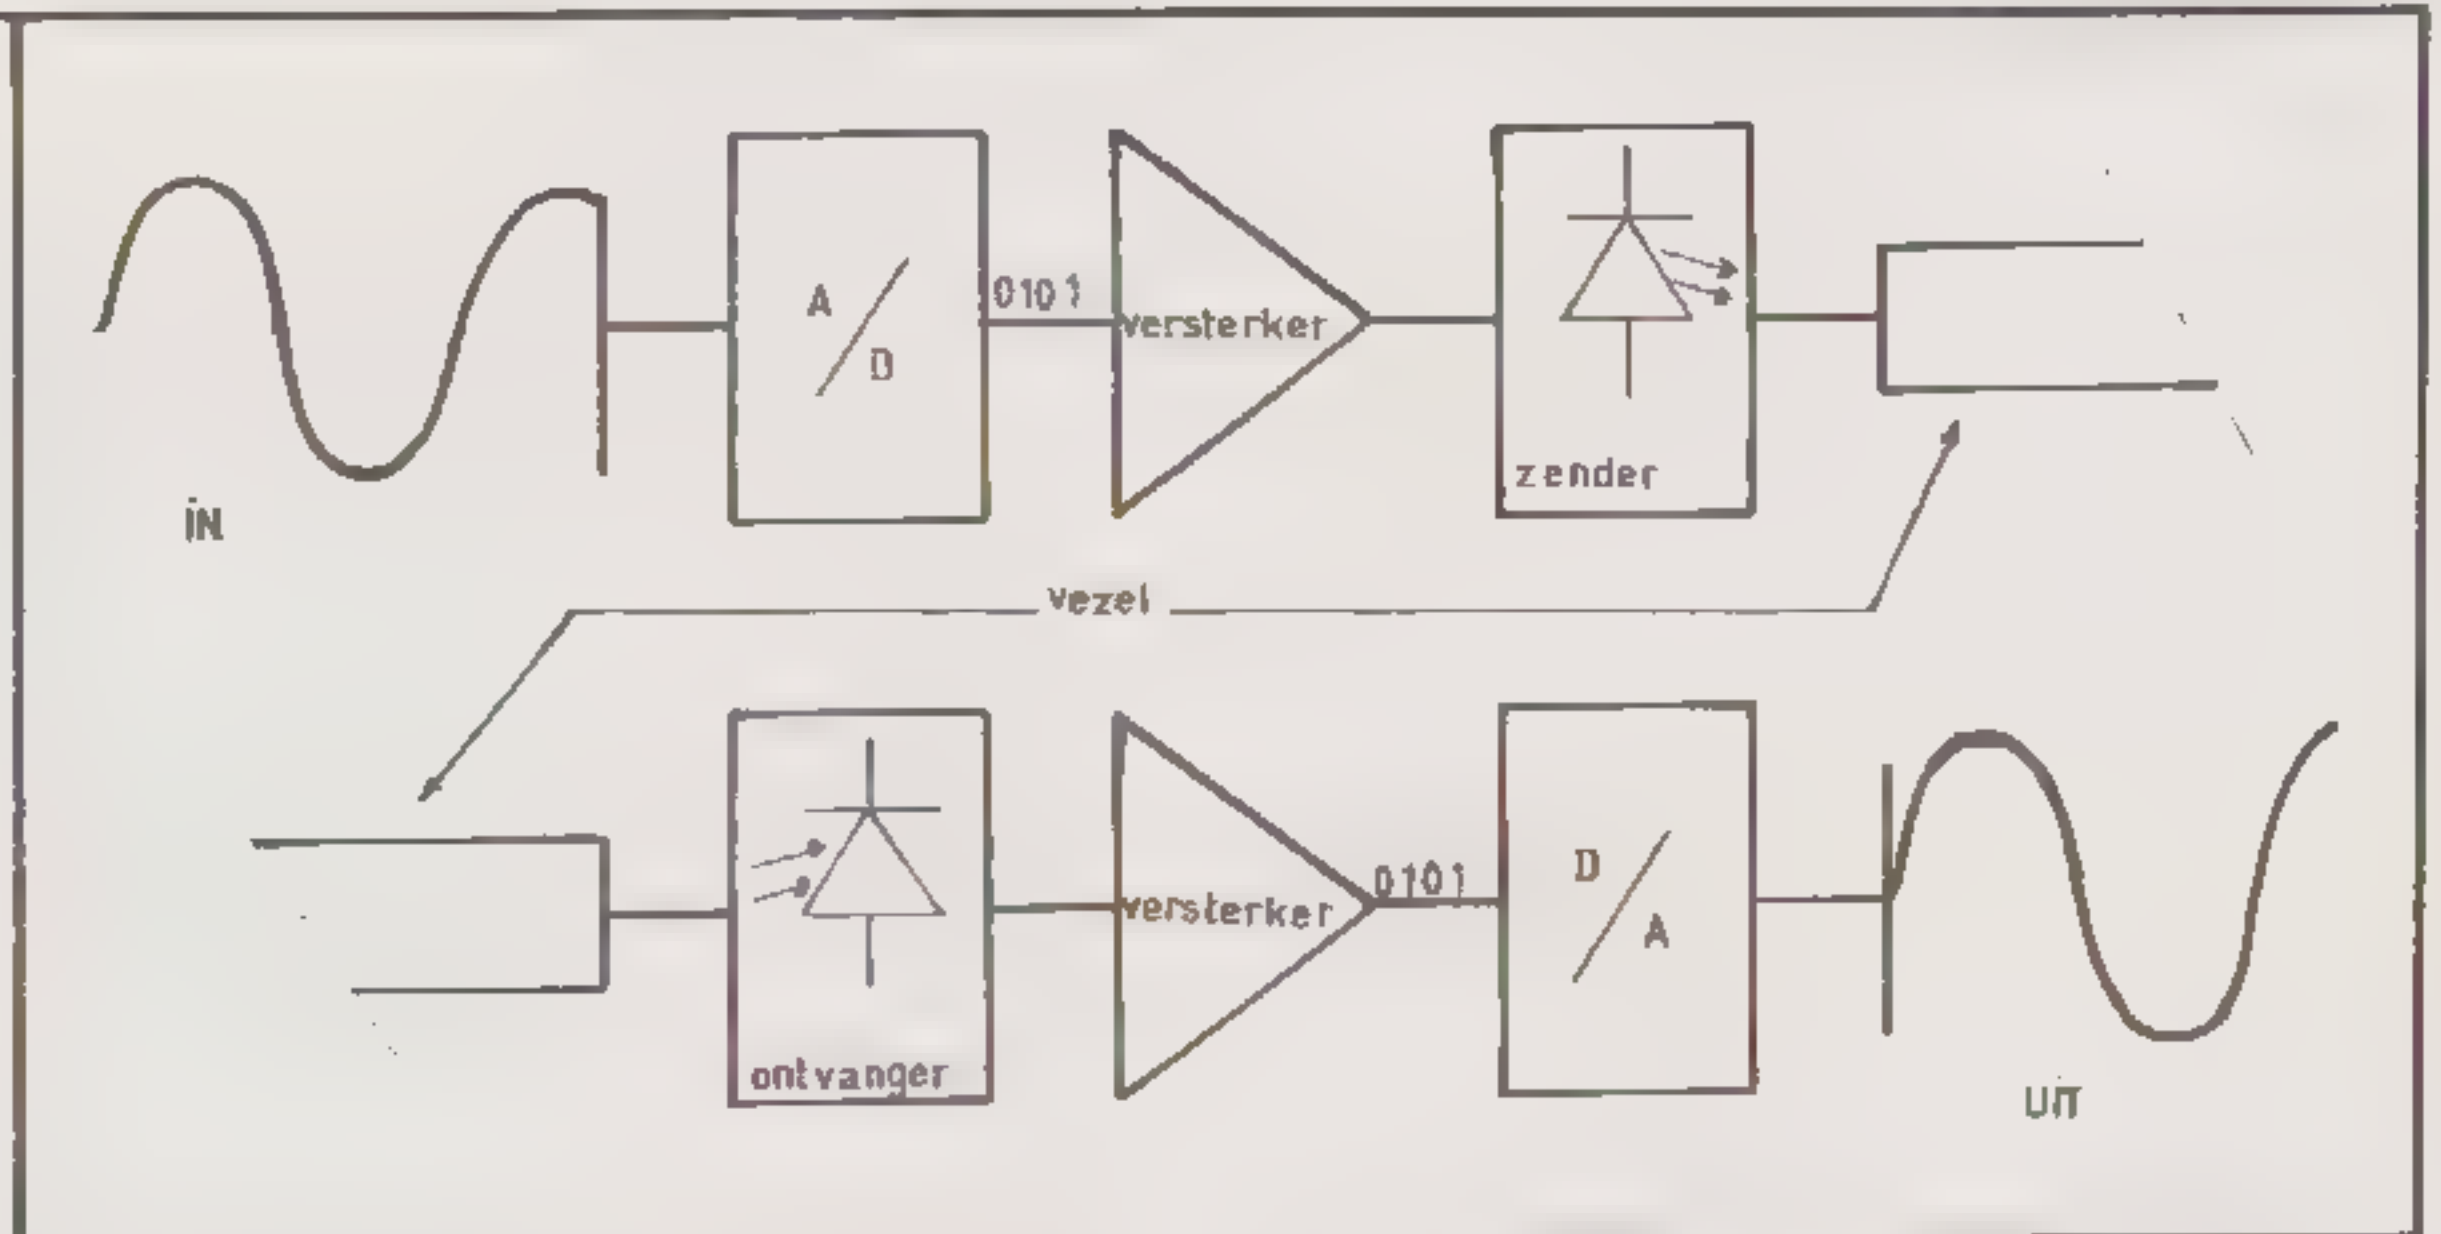 A
D
0101
versterker
zender
IN
vezel
ontvanger
versterker
0101
D
A
UIT